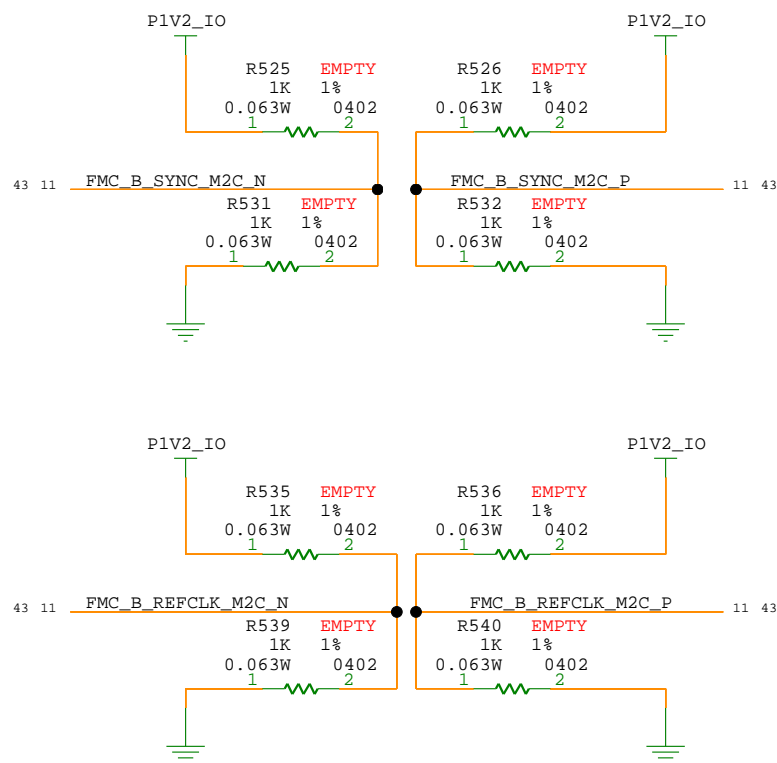 P1V2_IO P1V2_IO
R525 EMPTY R526 EMPTY
1K 1% 1K 1%
0.063W 0402 0.063W 0402
1 2 1 2
43 11 FMC_B_SYNC_M2C_N FMC_B_SYNC_M2C_P 11 43
R531 EMPTY R532 EMPTY
1K 1% 1K 1%
0.063W 0402 0.063W 0402
1 2 1 2
P1V2_IO P1V2_IO
R535 EMPTY R536 EMPTY
1K 1% 1K 1%
0.063W 0402 0.063W 0402
1 2 1 2
43 11 FMC_B_REFCLK_M2C_N FMC_B_REFCLK_M2C_P 11 43
R539 EMPTY R540 EMPTY
1K 1% 1K 1%
0.063W 0402 0.063W 0402
1 2 1 2